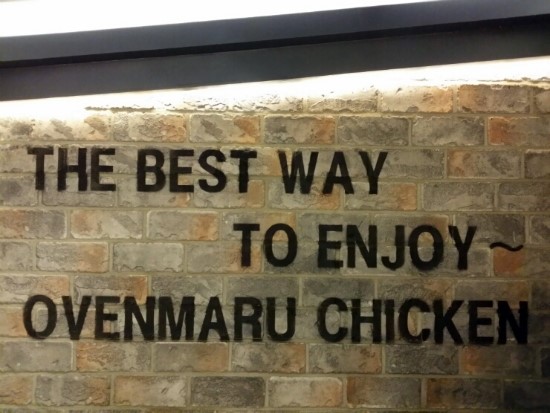 THE BEST WAY
TO ENJOY~
OVENMARU CHICKEN